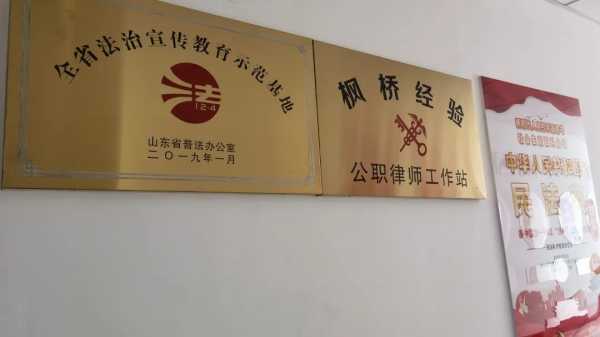 全省法治宣传教育示范基地
法
12·4
山东省普法办公室
二〇一九年一月
枫桥经验
公职律师工作站
中华人民共和国
民法典